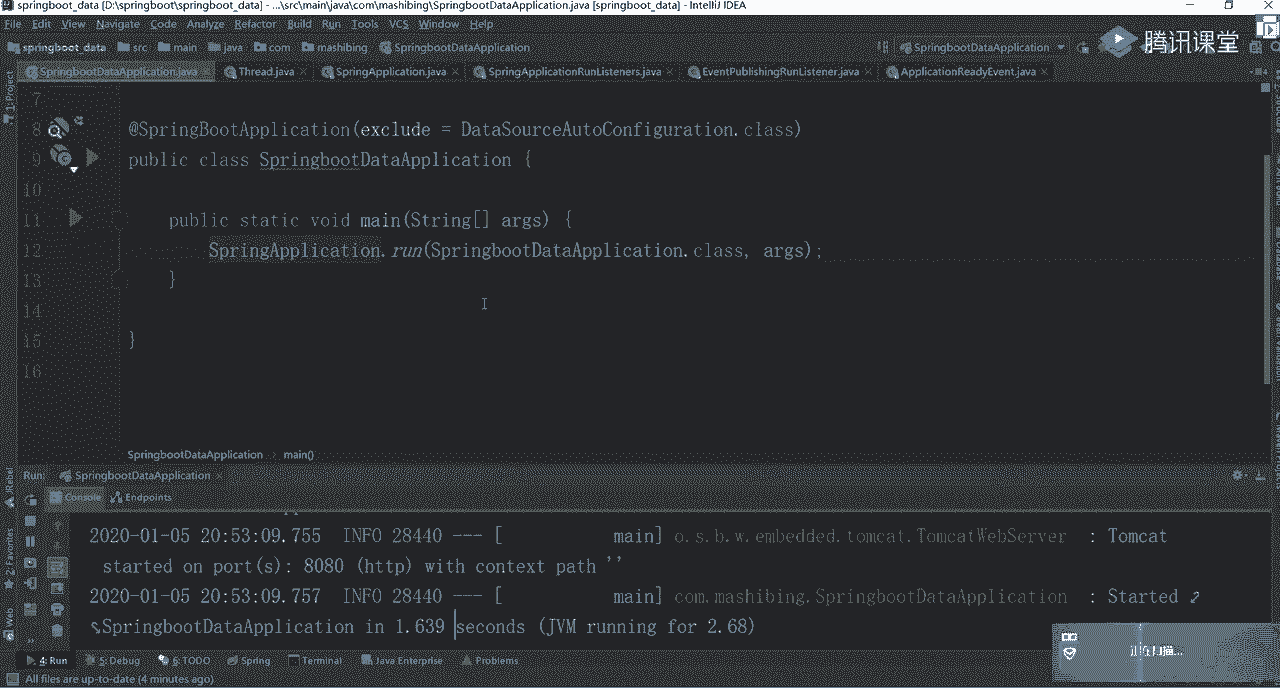 springboot_data [D:\springboot\springboot_data] - ...\src\main\java\com\mashibing\SpringbootDataApplication.java [springboot_data] - IntelliJ IDEA
File Edit View Navigate Code Analyze Refactor Build Run Tools VCS Window Help
springboot_data src main java com mashibing SpringbootDataApplication SpringbootDataApplication
腾讯课堂
SpringbootDataApplication.java Thread.java SpringApplication.java SpringApplicationRunListeners.java EventPublishingRunListener.java ApplicationReadyEvent.java
1: Project
7
8 @SpringBootApplication(exclude = DataSourceAutoConfiguration.class)
9 public class SpringbootDataApplication {
10
11 public static void main(String[] args) {
12 SpringApplication.run(SpringbootDataApplication.class, args);
13 }
14
15 }
16
SpringbootDataApplication main()
Run: SpringbootDataApplication
Console Endpoints
JRebel
2: Favorites
Web
2020-01-05 20:53:09.755 INFO 28440 --- [ main] o.s.b.w.embedded.tomcat.TomcatWebServer : Tomcat
started on port(s): 8080 (http) with context path ''
2020-01-05 20:53:09.757 INFO 28440 --- [ main] com.mashibing.SpringbootDataApplication : Started
SpringbootDataApplication in 1.639 seconds (JVM running for 2.68)
正在扫描...
4: Run 5: Debug 6: TODO Spring Terminal Java Enterprise Problems
All files are up-to-date (4 minutes ago)